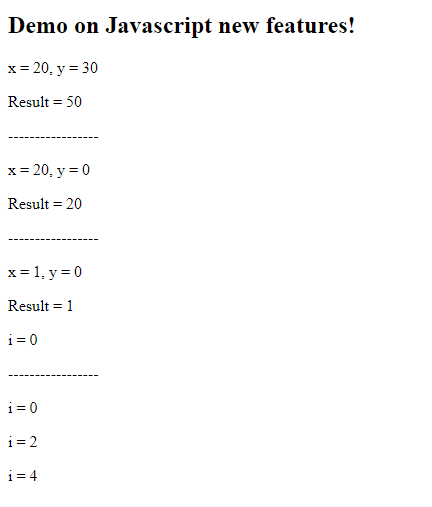 Demo on Javascript new features!
x = 20, y = 30
Result = 50
-----------------
x = 20, y = 0
Result = 20
-----------------
x = 1, y = 0
Result = 1
i = 0
-----------------
i = 0
i = 2
i = 4